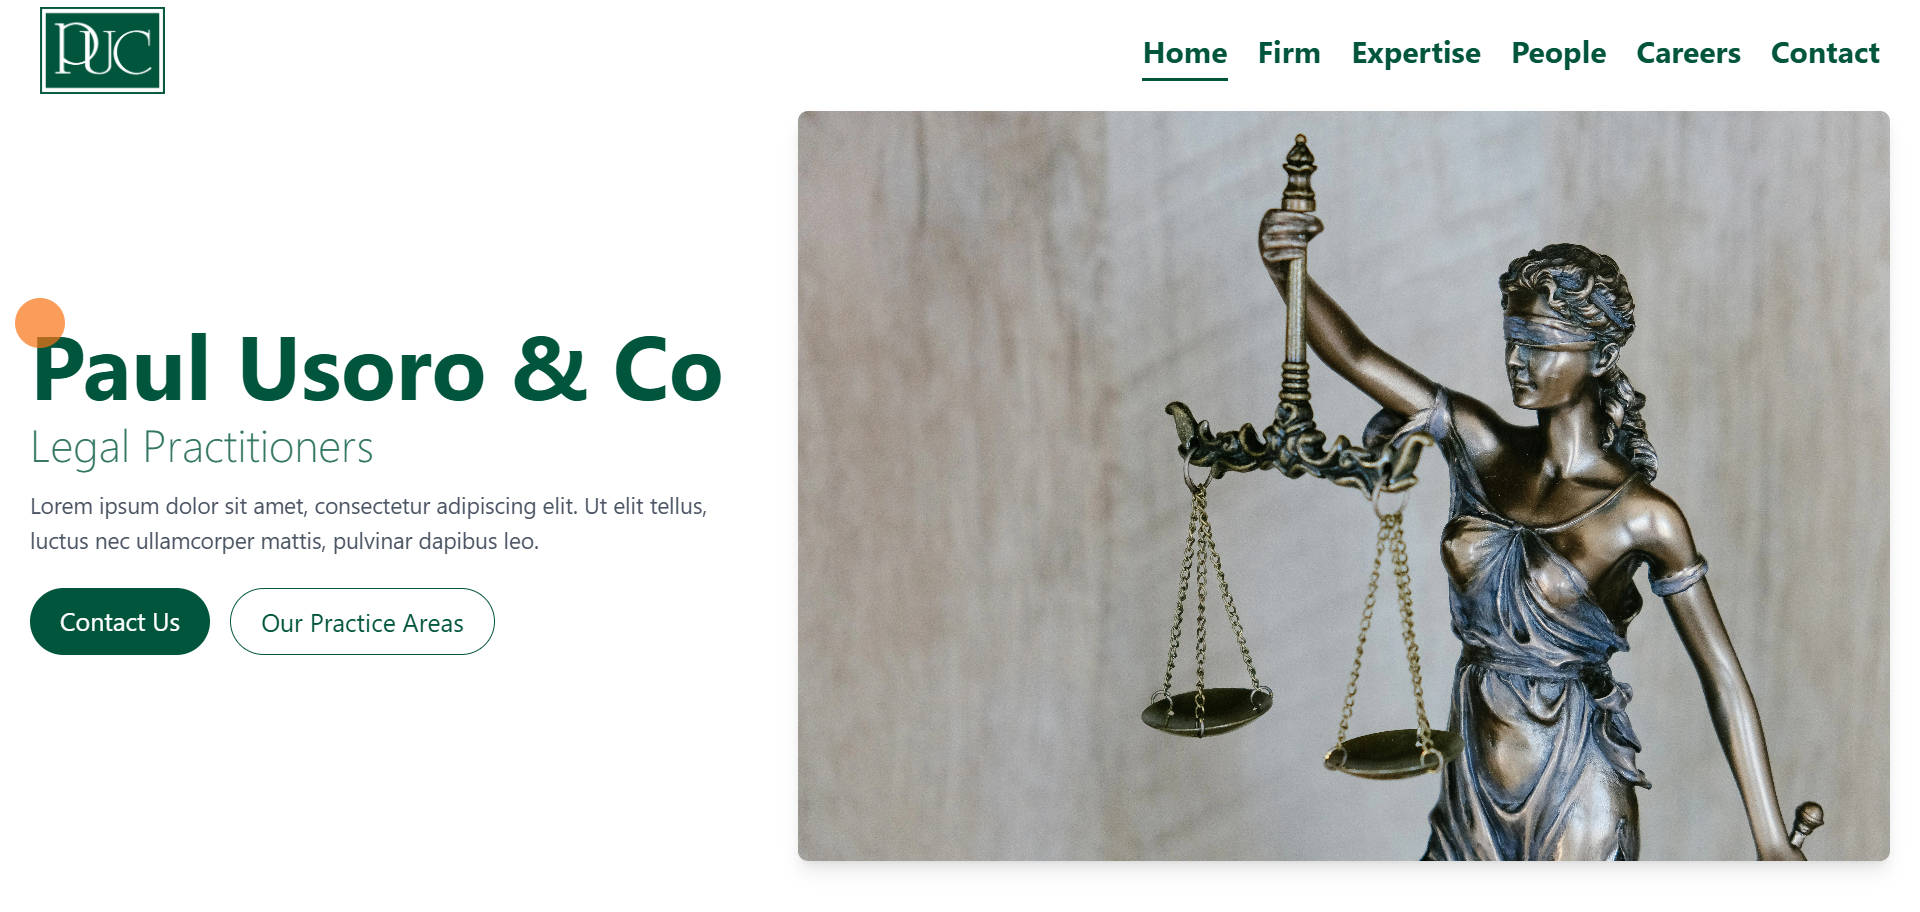 PUC
Home Firm Expertise People Careers Contact
Paul Usoro & Co
Legal Practitioners
Lorem ipsum dolor sit amet, consectetur adipiscing elit. Ut elit tellus,
luctus nec ullamcorper mattis, pulvinar dapibus leo.
Contact Us Our Practice Areas